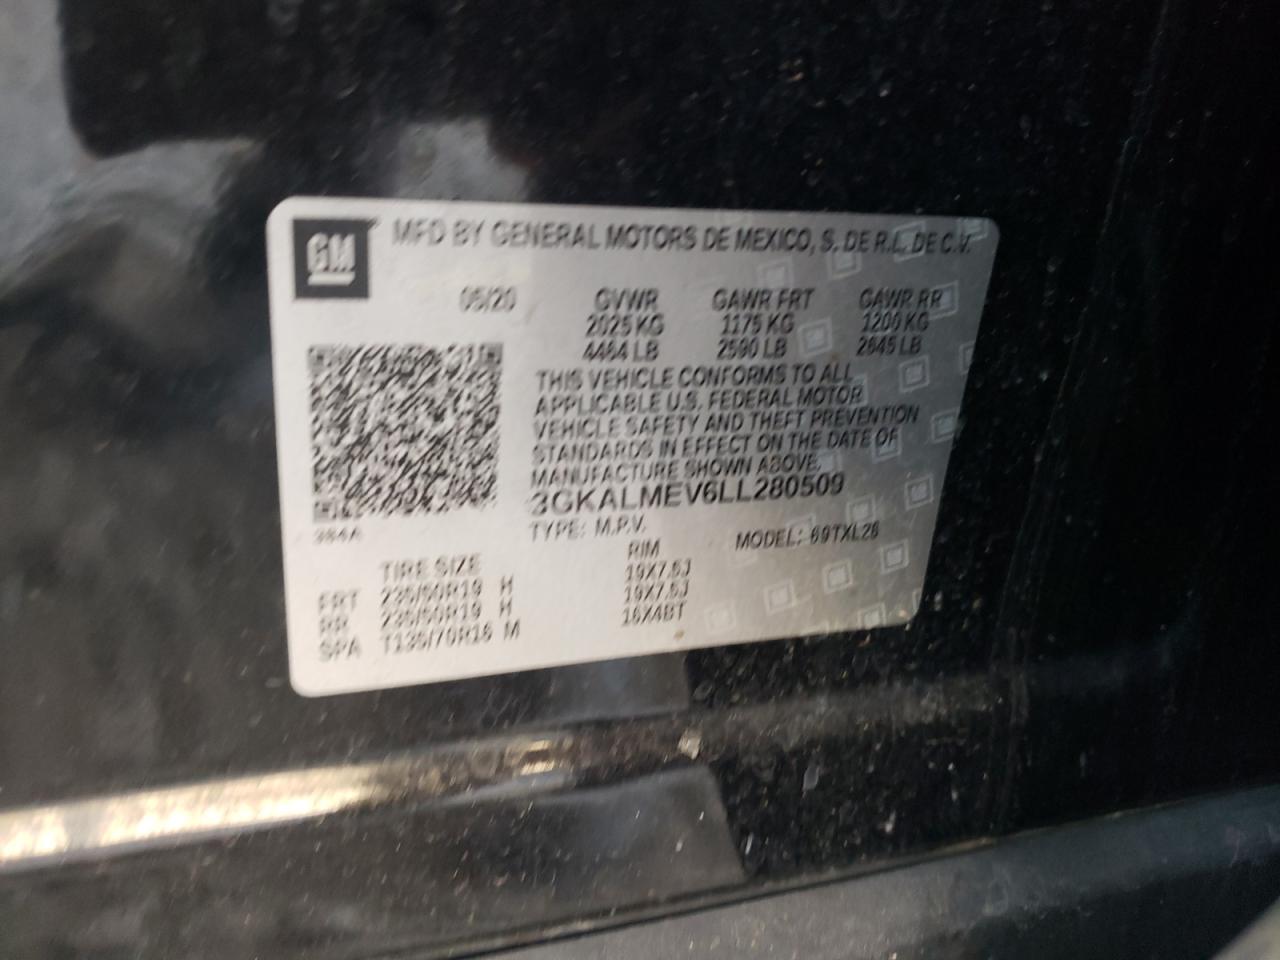 GM MFD BY GENERAL MOTORS DE MEXICO, S. DE R.L. DE C.V.
05/20 GVWR GAWR FRT GAWR RR
2025 KG 1175 KG 1200 KG
4464 LB 2590 LB 2645 LB
THIS VEHICLE CONFORMS TO ALL
APPLICABLE U.S. FEDERAL MOTOR
VEHICLE SAFETY AND THEFT PREVENTION
STANDARDS IN EFFECT ON THE DATE OF
MANUFACTURE SHOWN ABOVE.
3GKALMEV6LL280509
384A TYPE: M.P.V. MODEL: 69TXL26
TIRE SIZE RIM
FRT 235/50R19 H 19X7.5J
RR 235/50R19 H 19X7.5J
SPA T135/70R16 M 16X4BT